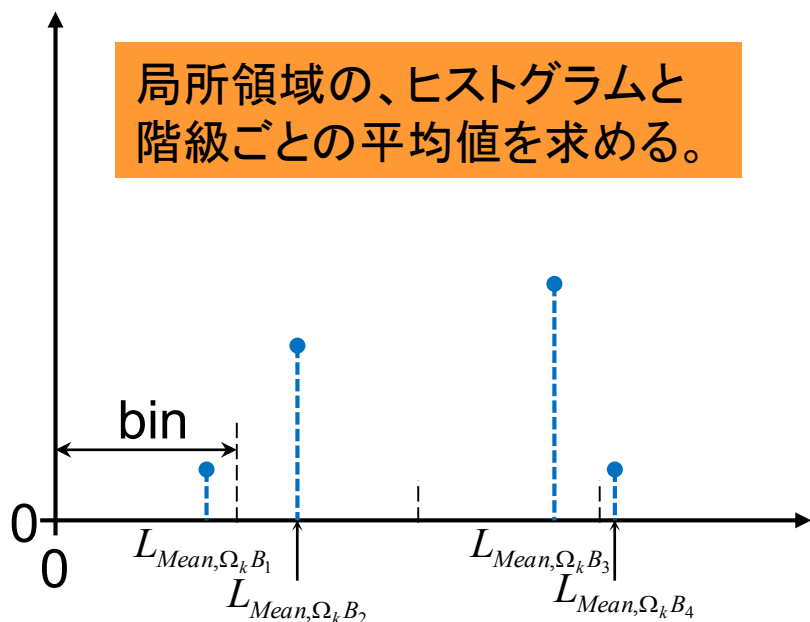 局所領域の、ヒストグラムと
階級ごとの平均値を求める。
bin
0
0
L_{Mean,Ω_k B_1}
L_{Mean,Ω_k B_2}
L_{Mean,Ω_k B_3}
L_{Mean,Ω_k B_4}